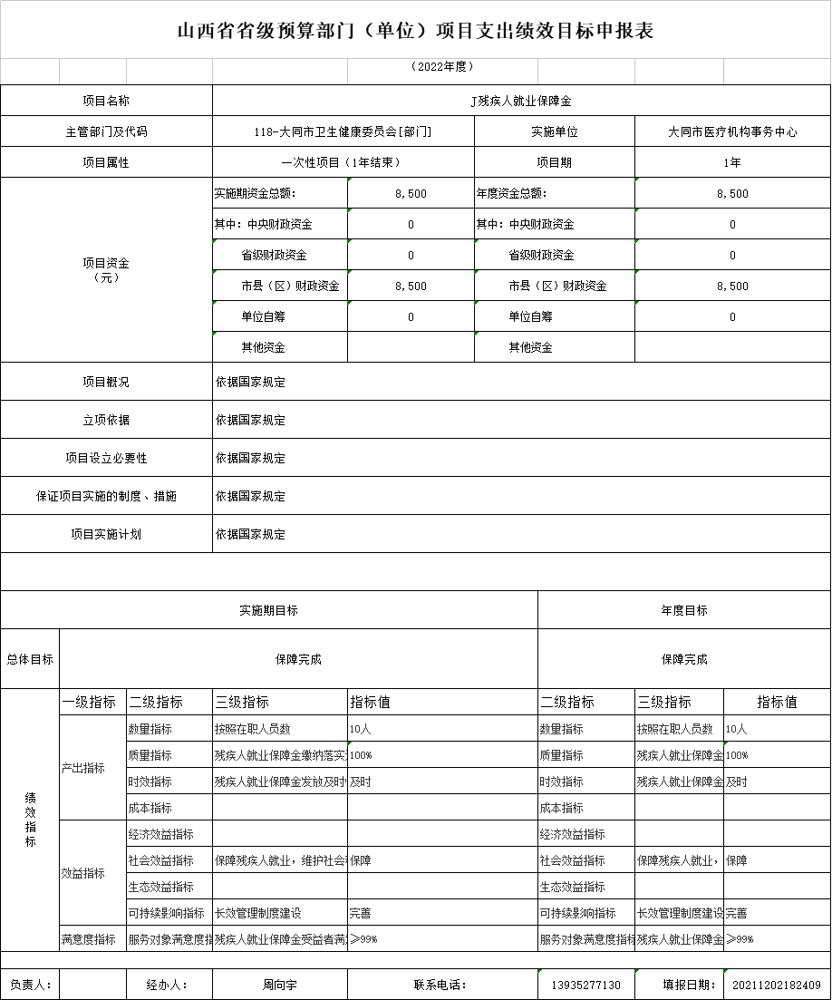 山西省省级预算部门（单位）项目支出绩效目标申报表
（2022年度）
项目名称 J残疾人就业保障金
主管部门及代码 118-大同市卫生健康委员会[部门] 实施单位 大同市医疗机构事务中心
项目属性 一次性项目（1年结束） 项目期 1年
项目资金
（元）
实施期资金总额： 8,500 年度资金总额： 8,500
其中：中央财政资金 0 其中：中央财政资金 0
省级财政资金 0 省级财政资金 0
市县（区）财政资金 8,500 市县（区）财政资金 8,500
单位自筹 0 单位自筹 0
其他资金 其他资金
项目概况 依据国家规定
立项依据 依据国家规定
项目设立必要性 依据国家规定
保证项目实施的制度、措施 依据国家规定
项目实施计划 依据国家规定
实施期目标 年度目标
总体目标 保障完成 保障完成
绩效指标
一级指标 二级指标 三级指标 指标值 二级指标 三级指标 指标值
产出指标
数量指标 按照在职人员数 10人 数量指标 按照在职人员数 10人
质量指标 残疾人就业保障金缴纳落实 100% 质量指标 残疾人就业保障金 100%
时效指标 残疾人就业保障金发放及时 及时 时效指标 残疾人就业保障金 及时
成本指标 成本指标
效益指标
经济效益指标 经济效益指标
社会效益指标 保障残疾人就业，维护社会 保障 社会效益指标 保障残疾人就业， 保障
生态效益指标 生态效益指标
可持续影响指标 长效管理制度建设 完善 可持续影响指标 长效管理制度建设 完善
满意度指标 服务对象满意度指 残疾人就业保障金受益者满 ≥99% 服务对象满意度指标 残疾人就业保障金 ≥99%
负责人： 经办人： 周向宇 联系电话： 13935277130 填报日期： 20211202182409